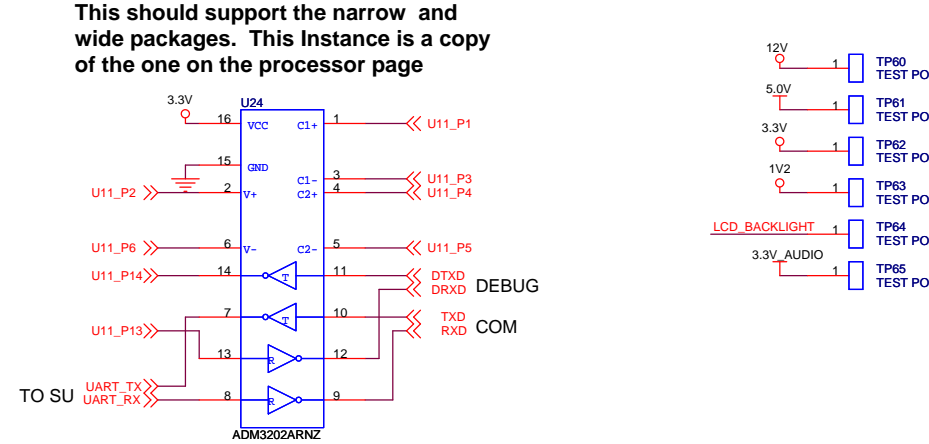 This should support the narrow and
wide packages. This Instance is a copy
of the one on the processor page
3.3V
U24
16
VCC
C1+
1
U11_P1
15
GND
C1-
3
U11_P3
U11_P2
2
V+
C2+
4
U11_P4
U11_P6
6
V-
C2-
5
U11_P5
U11_P14
14
T
11
DTXD
DRXD
DEBUG
7
T
10
TXD
RXD
COM
U11_P13
13
R
12
TO SU
UART_TX
UART_RX
8
R
9
ADM3202ARNZ
12V
1
TP60
TEST PO
5.0V
1
TP61
TEST PO
3.3V
1
TP62
TEST PO
1V2
1
TP63
TEST PO
LCD_BACKLIGHT
1
TP64
TEST PO
3.3V_AUDIO
1
TP65
TEST PO